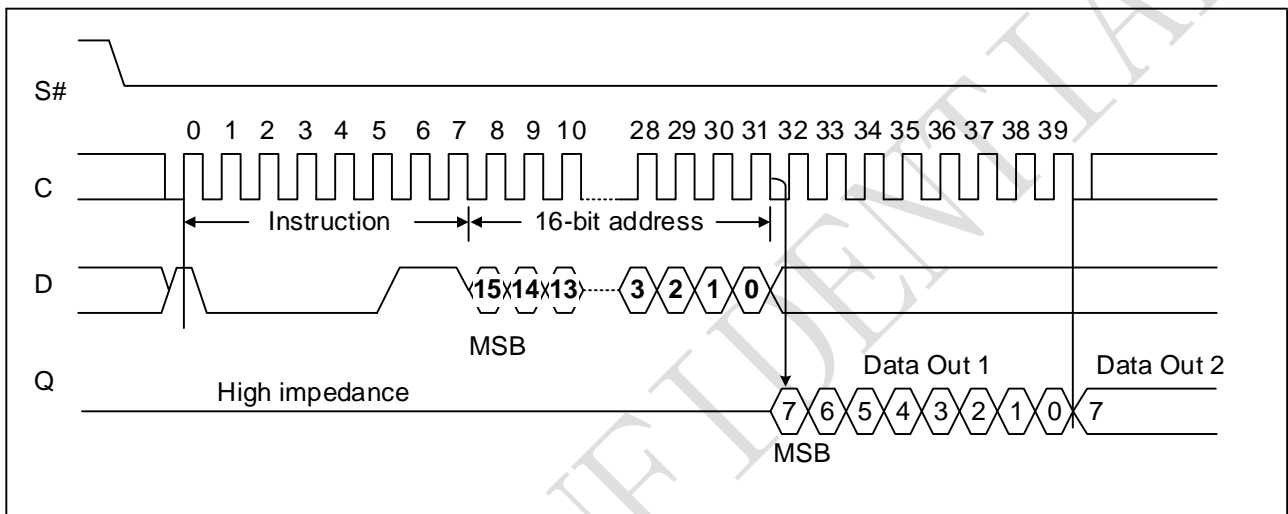 S#
0 1 2 3 4 5 6 7 8 9 10 28 29 30 31 32 33 34 35 36 37 38 39
C
Instruction 16-bit address
D
15 14 13 3 2 1 0
MSB
Data Out 1 Data Out 2
Q
High impedance
7 6 5 4 3 2 1 0 7
MSB
FIDENTIA